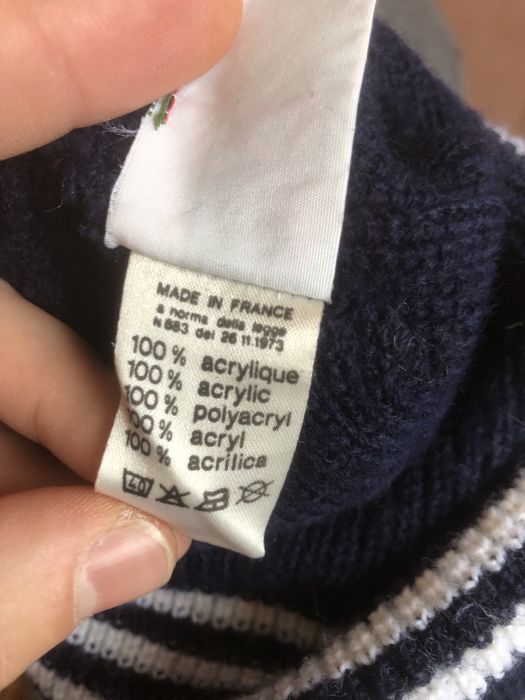 MADE IN FRANCE
a norma della legge
N 883 del 26 11.1973
100 % acrylique
100 % acrylic
100 % polyacryl
100 % acryl
100 % acrilica
40